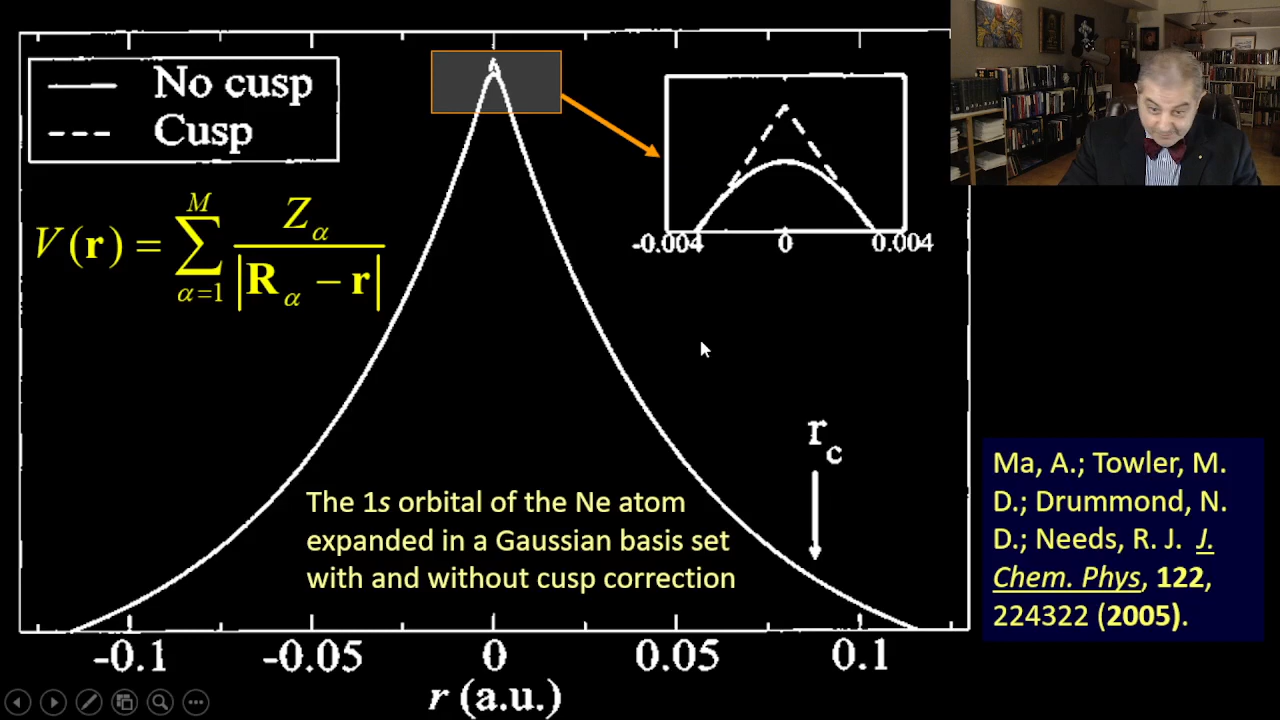 No cusp
Cusp
V(r) = ∑_{α=1}^{M} Z_α / |R_α − r|
-0.004 0 0.004
r_c
The 1s orbital of the Ne atom
expanded in a Gaussian basis set
with and without cusp correction
-0.1 -0.05 0 0.05 0.1
r (a.u.)
Ma, A.; Towler, M.
D.; Drummond, N.
D.; Needs, R. J. J.
Chem. Phys, 122,
224322 (2005).